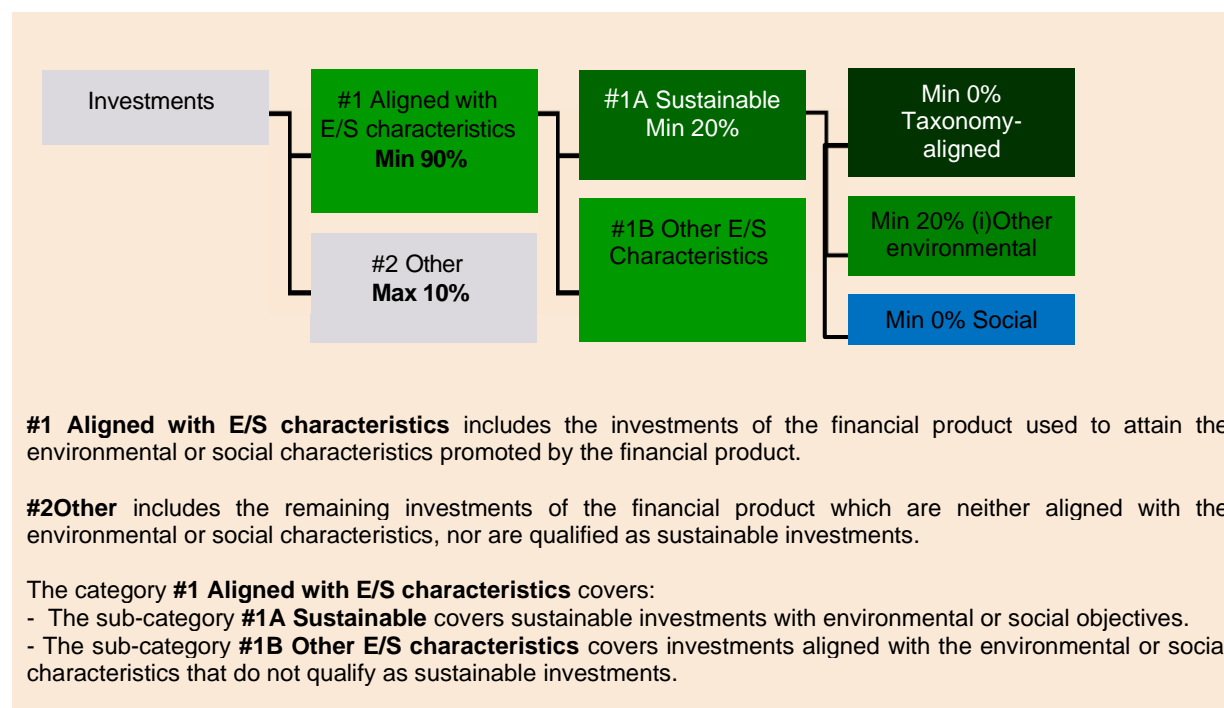 Investments
#1 Aligned with
E/S characteristics
Min 90%
#2 Other
Max 10%
#1A Sustainable
Min 20%
#1B Other E/S
Characteristics
Min 0%
Taxonomy-
aligned
Min 20% (i)Other
environmental
Min 0% Social
#1 Aligned with E/S characteristics includes the investments of the financial product used to attain the
environmental or social characteristics promoted by the financial product.
#2Other includes the remaining investments of the financial product which are neither aligned with the
environmental or social characteristics, nor are qualified as sustainable investments.
The category #1 Aligned with E/S characteristics covers:
- The sub-category #1A Sustainable covers sustainable investments with environmental or social objectives.
- The sub-category #1B Other E/S characteristics covers investments aligned with the environmental or social
characteristics that do not qualify as sustainable investments.